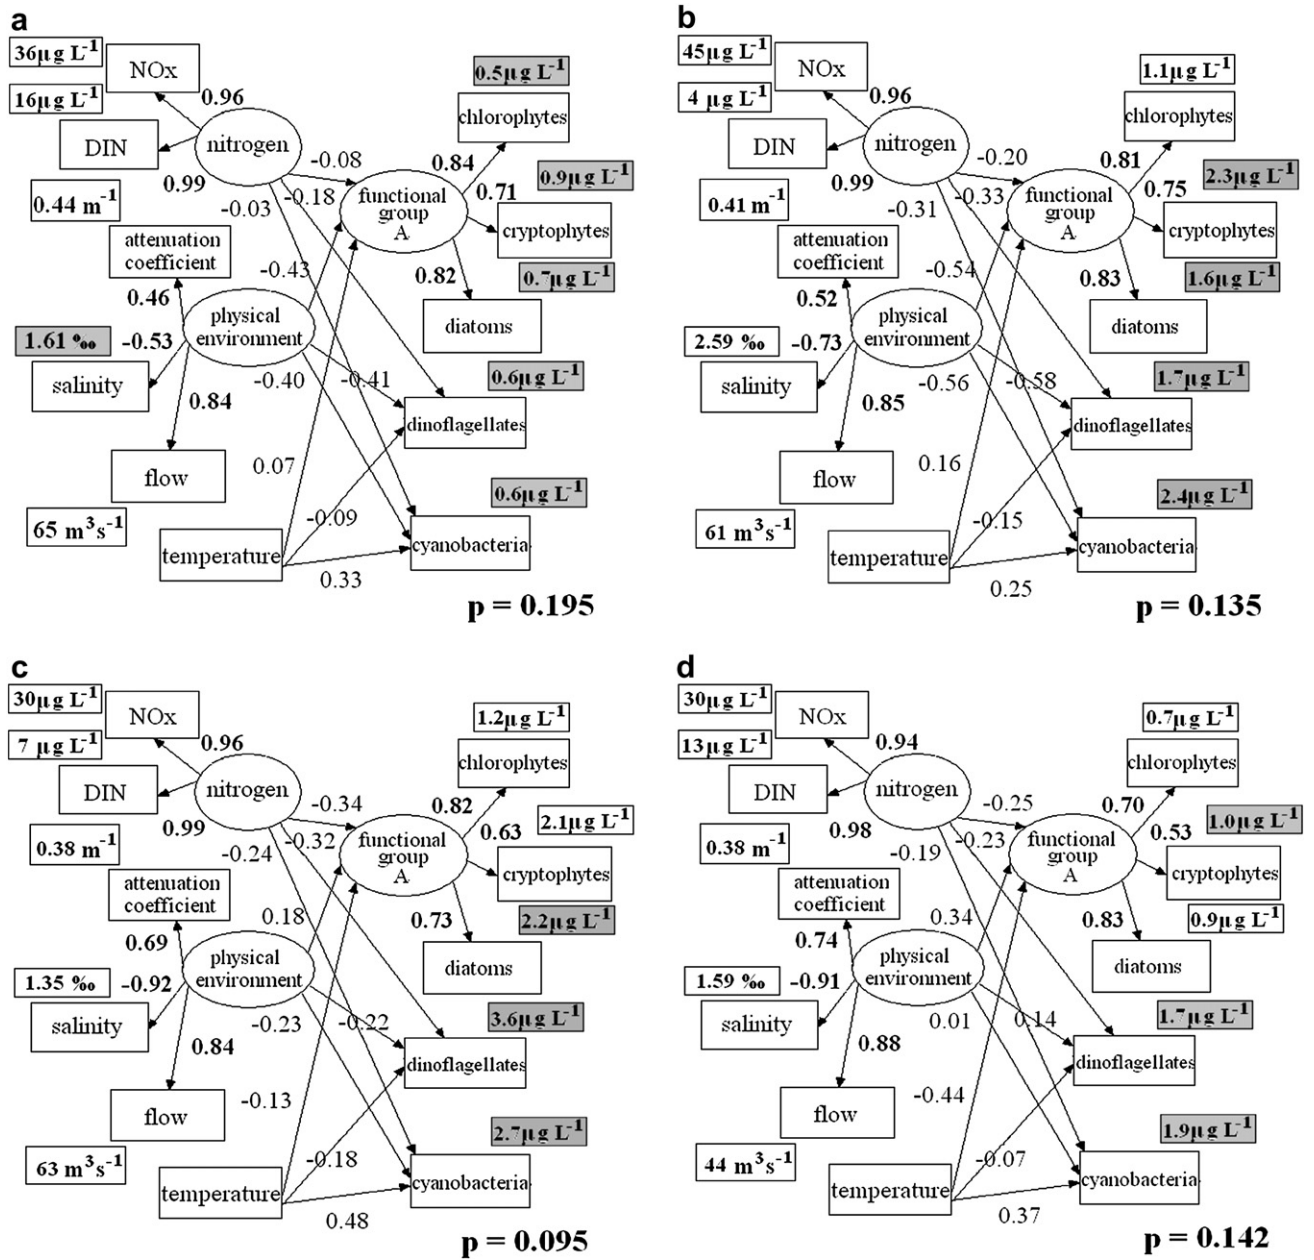 a
36µg L-1
NOx
0.5µg L-1
16µg L-1
0.96
chlorophytes
DIN
nitrogen
-0.08
0.84
0.9µg L-1
0.99
-0.18
functional
group
A
0.71
0.44 m-1
-0.03
cryptophytes
attenuation
coefficient
-0.43
0.82
0.7µg L-1
0.46
physical
environment
diatoms
1.61 ‰
-0.53
salinity
-0.40
-0.41
0.6µg L-1
0.84
dinoflagellates
flow
0.07
0.6µg L-1
65 m3s-1
-0.09
temperature
cyanobacteria
0.33
p = 0.195
b
45µg L-1
NOx
1.1µg L-1
4 µg L-1
0.96
chlorophytes
DIN
nitrogen
-0.20
0.81
2.3µg L-1
0.99
-0.33
functional
group
A
0.75
0.41 m-1
-0.31
cryptophytes
attenuation
coefficient
-0.54
0.83
1.6µg L-1
0.52
physical
environment
diatoms
2.59 ‰
-0.73
salinity
-0.56
-0.58
1.7µg L-1
0.85
dinoflagellates
flow
0.16
2.4µg L-1
61 m3s-1
-0.15
temperature
cyanobacteria
0.25
p = 0.135
c
30µg L-1
NOx
1.2µg L-1
7 µg L-1
0.96
chlorophytes
DIN
nitrogen
-0.34
0.82
2.1µg L-1
0.99
-0.32
functional
group
A
0.63
0.38 m-1
-0.24
cryptophytes
attenuation
coefficient
0.18
0.73
2.2µg L-1
0.69
physical
environment
diatoms
1.35 ‰
-0.92
salinity
-0.23
-0.22
3.6µg L-1
0.84
dinoflagellates
flow
-0.13
2.7µg L-1
63 m3s-1
-0.18
temperature
cyanobacteria
0.48
p = 0.095
d
30µg L-1
NOx
0.7µg L-1
13µg L-1
0.94
chlorophytes
DIN
nitrogen
-0.25
0.70
1.0µg L-1
0.98
-0.23
functional
group
A
0.53
0.38 m-1
-0.19
cryptophytes
attenuation
coefficient
0.34
0.83
0.9µg L-1
0.74
physical
environment
diatoms
1.59 ‰
-0.91
salinity
0.01
0.14
1.7µg L-1
0.88
dinoflagellates
flow
-0.44
1.9µg L-1
44 m3s-1
-0.07
temperature
cyanobacteria
0.37
p = 0.142